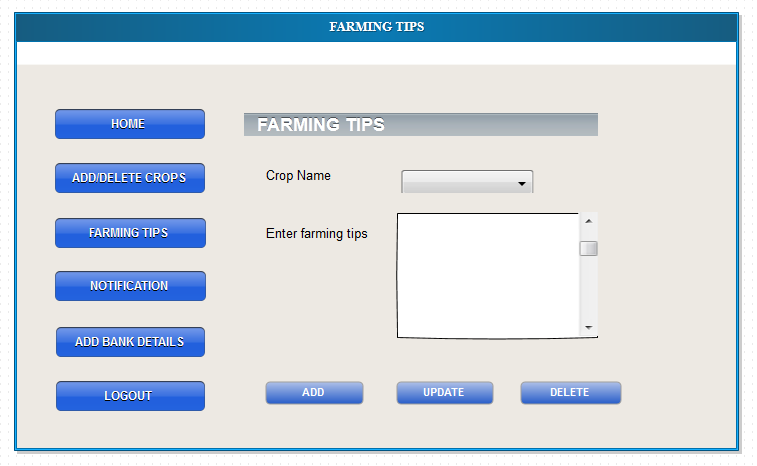 FARMING TIPS
HOME
ADD/DELETE CROPS
FARMING TIPS
NOTIFICATION
ADD BANK DETAILS
LOGOUT
FARMING TIPS
Crop Name
Enter farming tips
ADD
UPDATE
DELETE